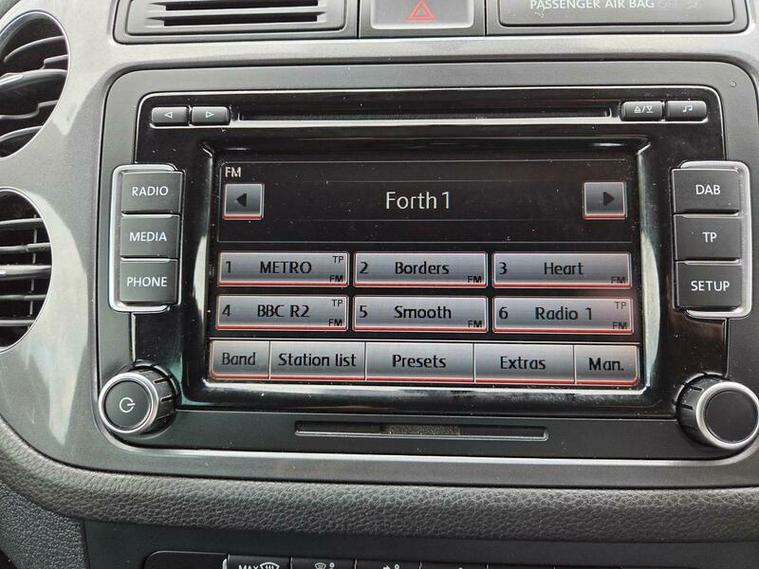 PASSENGER AIR BAG OFF
RADIO
MEDIA
PHONE
FM
Forth 1
1 METRO TP FM
2 Borders FM
3 Heart FM
4 BBC R2 FM
5 Smooth FM
6 Radio 1 TP FM
Band Station list Presets Extras Man.
DAB
TP
SETUP
MAX